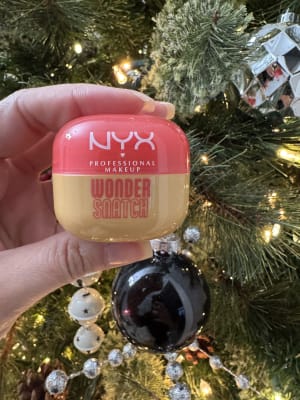 NYX
PROFESSIONAL
MAKEUP
WONDER
SNATCH